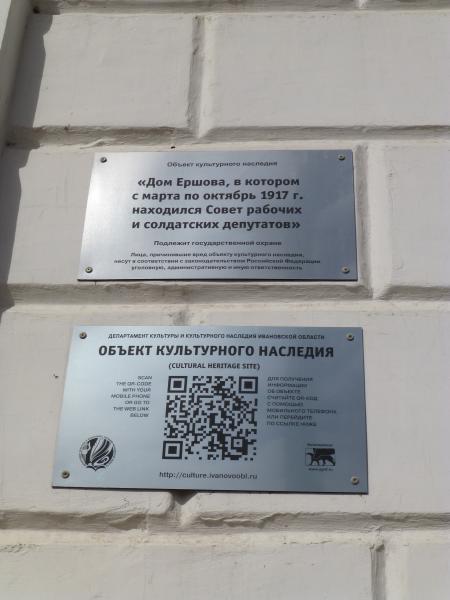 Объект культурного наследия
«Дом Ершова, в котором
с марта по октябрь 1917 г.
находился Совет рабочих
и солдатских депутатов»
Подлежит государственной охране
Лица, причинившие вред объекту культурного наследия,
несут в соответствии с законодательством Российской Федерации
уголовную, административную и иную ответственность
ДЕПАРТАМЕНТ КУЛЬТУРЫ И КУЛЬТУРНОГО НАСЛЕДИЯ ИВАНОВСКОЙ ОБЛАСТИ
ОБЪЕКТ КУЛЬТУРНОГО НАСЛЕДИЯ
(CULTURAL HERITAGE SITE)
SCAN
THE QR-CODE
WITH YOUR
MOBILE PHONE
OR GO TO
THE WEB LINK
BELOW
ДЛЯ ПОЛУЧЕНИЯ
ИНФОРМАЦИИ
ОБ ОБЪЕКТЕ
СЧИТАЙТЕ QR-КОД
С ПОМОЩЬЮ
МОБИЛЬНОГО ТЕЛЕФОНА
ИЛИ ПЕРЕЙДИТЕ
ПО ССЫЛКЕ НИЖЕ
http://culture.ivanovoobl.ru